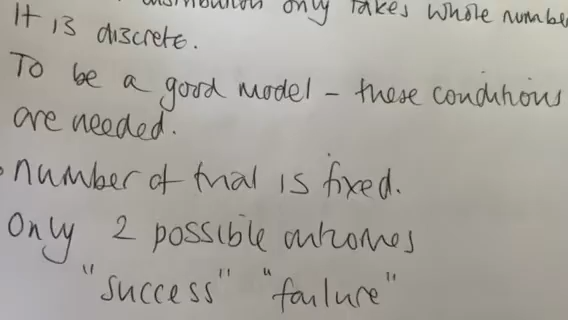 distribution only takes whole numbe
It is discrete.
To be a good model – these conditions
are needed.
• number of trial is fixed.
Only 2 possible outcomes
"success" "failure"